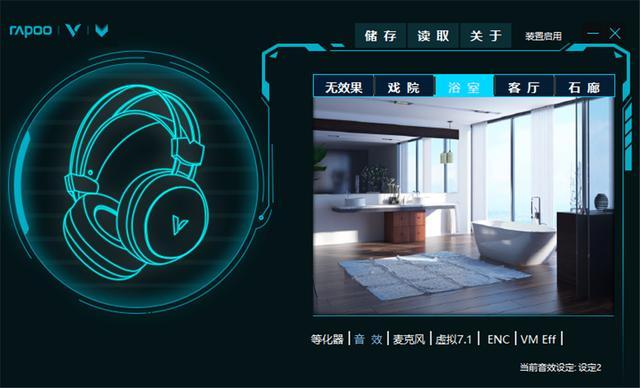 rapoo
储存 读取 关于 装置启用
无效果 戏院 浴室 客厅 石廊
等化器 音效 麦克风 虚拟7.1 ENC VM Eff
当前音效设定: 设定2